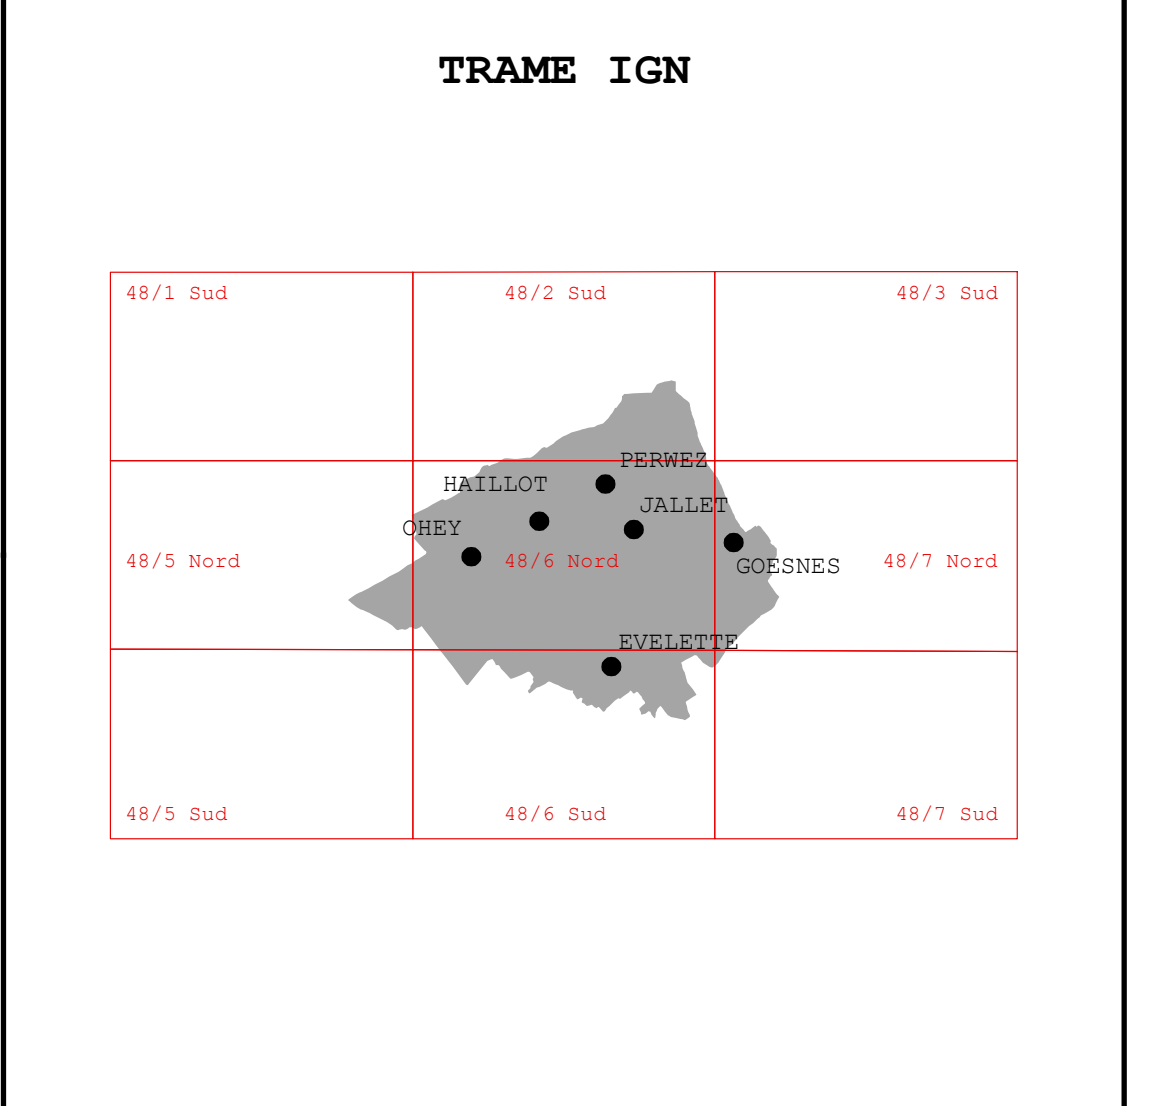 TRAME IGN
48/1 Sud
48/2 Sud
48/3 Sud
PERWEZ
HAILLOT
JALLET
OHEY
48/5 Nord
48/6 Nord
48/7 Nord
GOESNES
EVELETTE
48/5 Sud
48/6 Sud
48/7 Sud